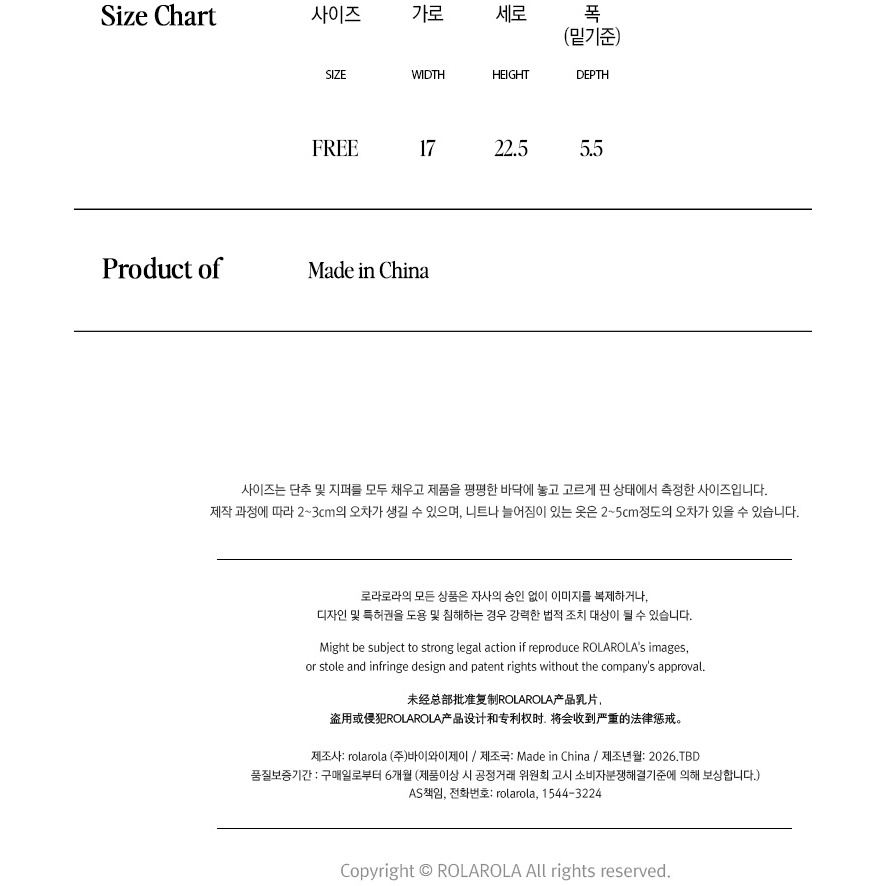 Size Chart 사이즈 가로 세로 폭
(밑기준)
SIZE WIDTH HEIGHT DEPTH
FREE 17 22.5 5.5
Product of Made in China
사이즈는 단추 및 지퍼를 모두 채우고 제품을 평평한 바닥에 놓고 고르게 핀 상태에서 측정한 사이즈입니다.
제작 과정에 따라 2~3cm의 오차가 생길 수 있으며, 니트나 늘어짐이 있는 옷은 2~5cm정도의 오차가 있을 수 있습니다.
로라로라의 모든 상품은 자사의 승인 없이 이미지를 복제하거나,
디자인 및 특허권을 도용 및 침해하는 경우 강력한 법적 조치 대상이 될 수 있습니다.
Might be subject to strong legal action if reproduce ROLAROLA's images,
or stole and infringe design and patent rights without the company's approval.
未经总部批准复制ROLAROLA产品乳片,
盗用或侵犯ROLAROLA产品设计和专利权时, 将会收到严重的法律惩戒。
제조사: rolarola (주)바이와이제이 / 제조국: Made in China / 제조년월: 2026.TBD
품질보증기간 : 구매일로부터 6개월 (제품이상 시 공정거래 위원회 고시 소비자분쟁해결기준에 의해 보상합니다.)
AS책임, 전화번호: rolarola, 1544-3224
Copyright © ROLAROLA All rights reserved.